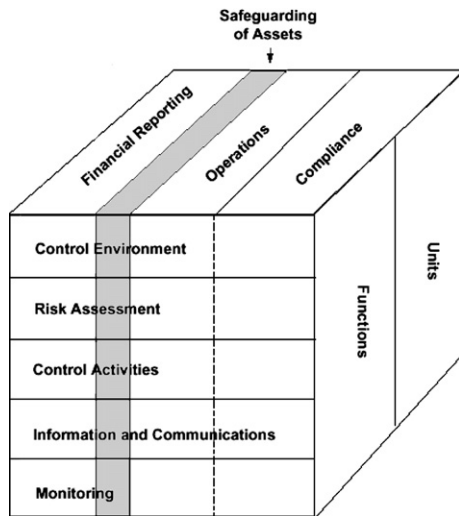 Safeguarding
of Assets
Financial Reporting
Operations
Compliance
Control Environment
Risk Assessment
Control Activities
Information and Communications
Monitoring
Functions
Units